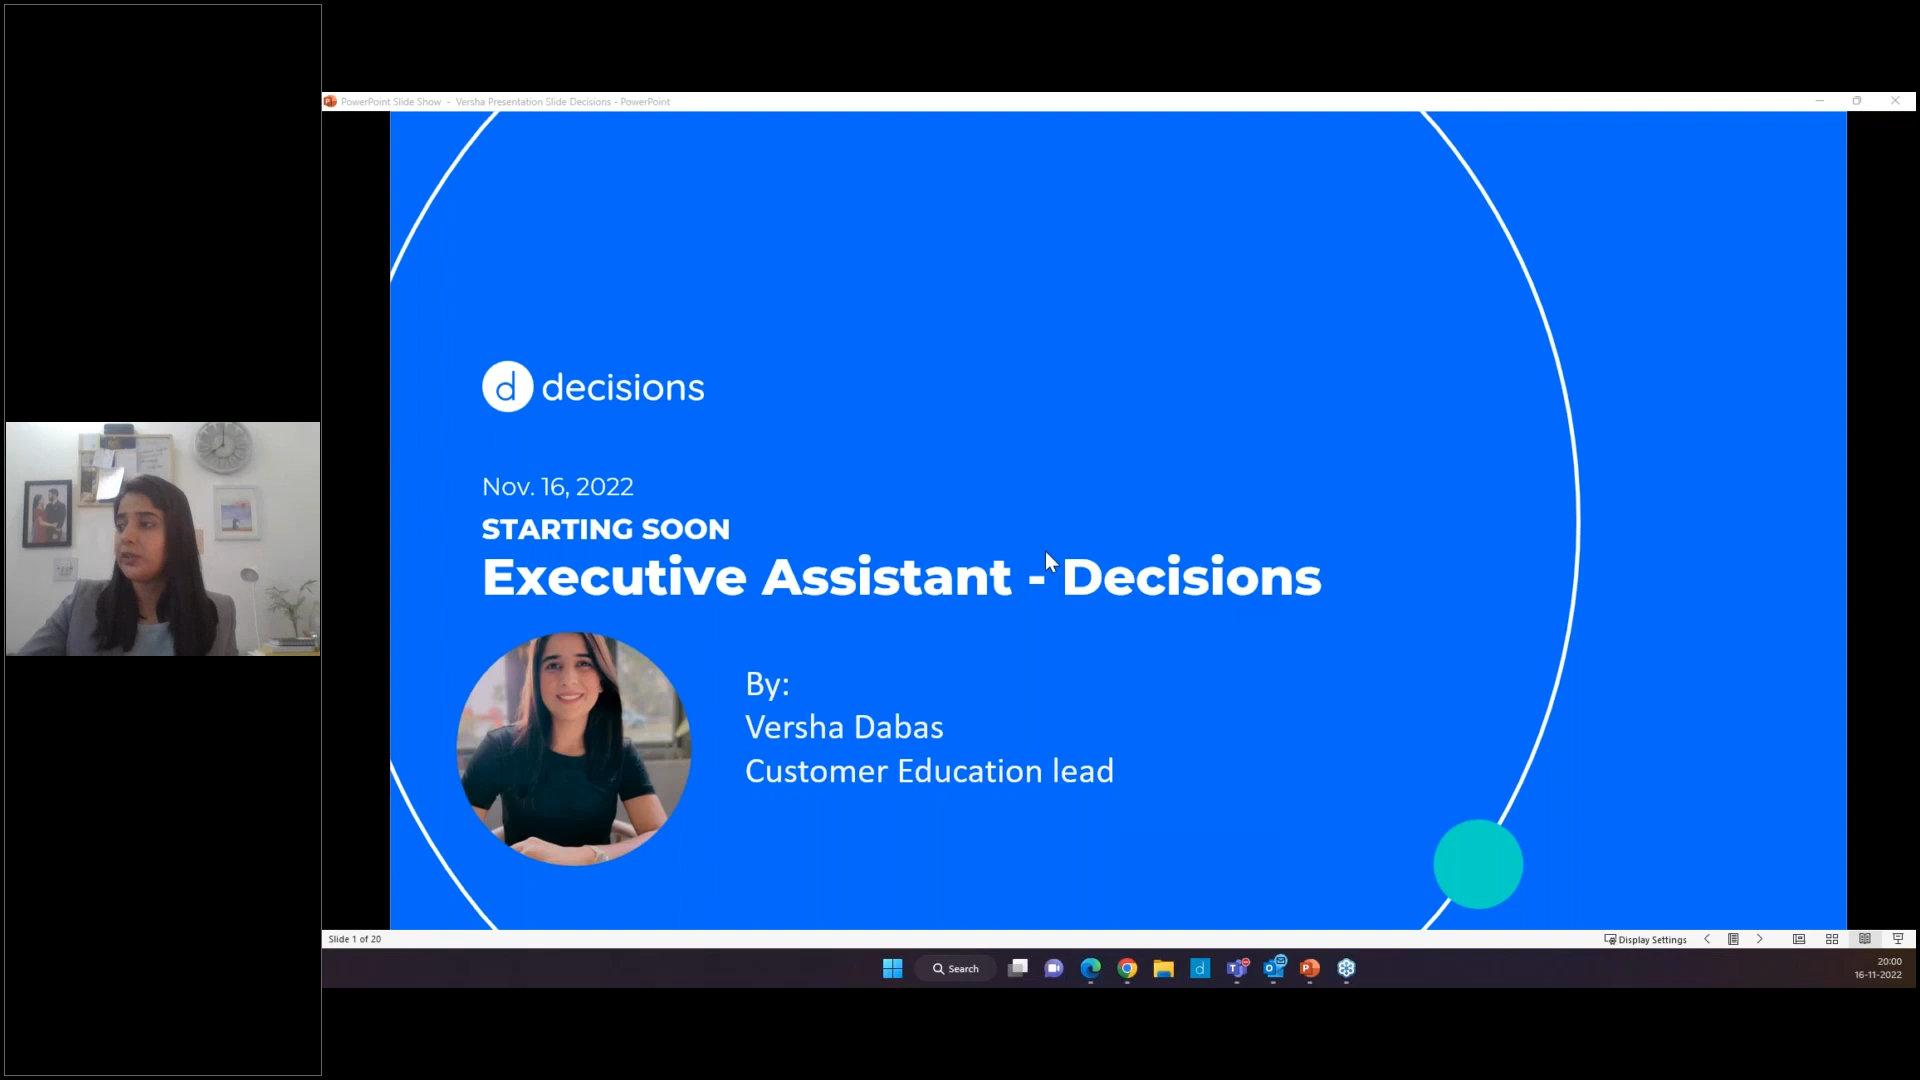 PowerPoint Slide Show - Versha Presentation Slide Decisions - PowerPoint
d decisions
Nov. 16, 2022
STARTING SOON
Executive Assistant - Decisions
By:
Versha Dabas
Customer Education lead
Slide 1 of 20
Display Settings
Search
20:00
16-11-2022